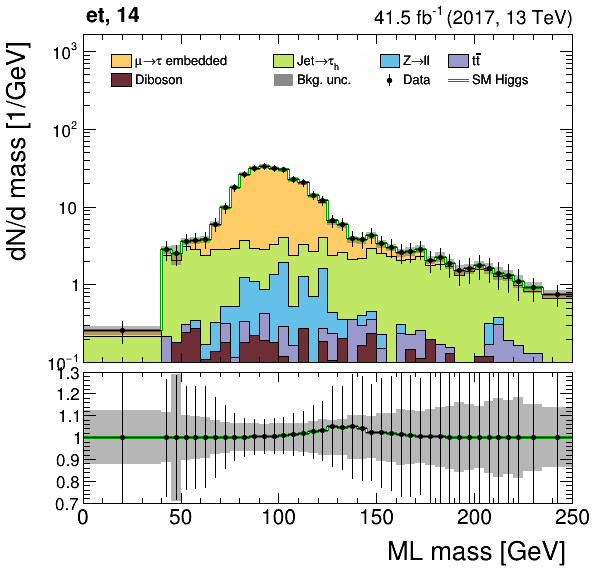 et, 14
41.5 fb⁻¹ (2017, 13 TeV)
dN/d mass [1/GeV]
10³
10²
10
1
10⁻¹
μ→τ embedded Jet→τₕ Z→ll tt̄
Diboson Bkg. unc. Data SM Higgs
1.3
1.2
1.1
1
0.9
0.8
0.7
0 50 100 150 200 250
ML mass [GeV]